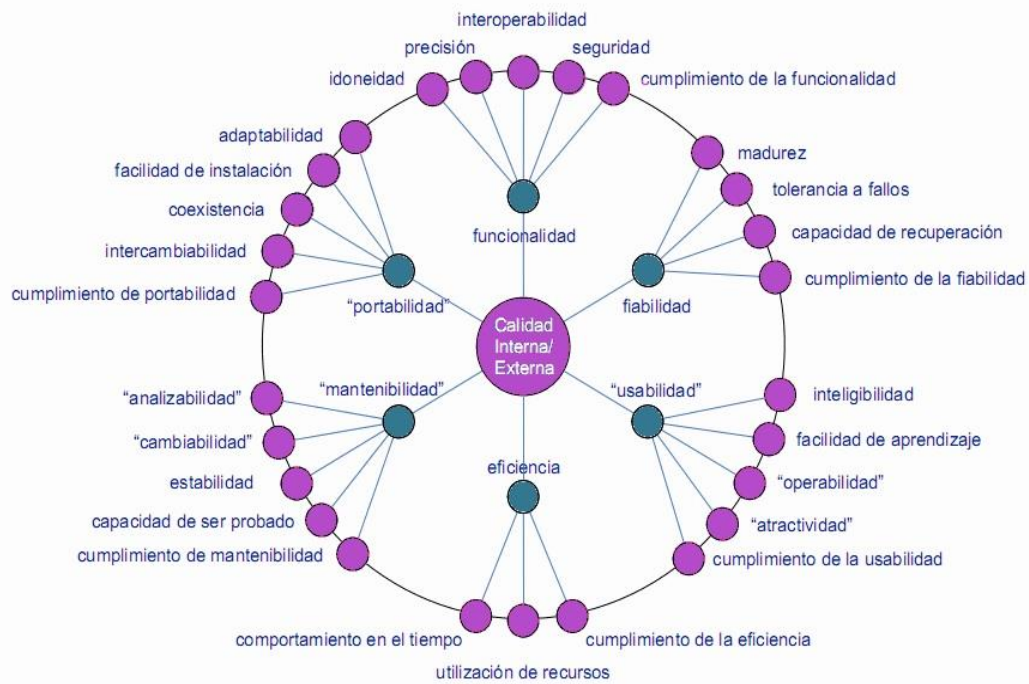 interoperabilidad
precisión
seguridad
idoneidad
cumplimiento de la funcionalidad
adaptabilidad
madurez
facilidad de instalación
tolerancia a fallos
coexistencia
capacidad de recuperación
funcionalidad
intercambiabilidad
cumplimiento de la fiabilidad
cumplimiento de portabilidad
"portabilidad"
fiabilidad
Calidad
Interna/
Externa
"mantenibilidad"
"usabilidad"
"analizabilidad"
inteligibilidad
"cambiabilidad"
facilidad de aprendizaje
eficiencia
estabilidad
"operabilidad"
capacidad de ser probado
"atractividad"
cumplimiento de mantenibilidad
cumplimiento de la usabilidad
comportamiento en el tiempo
cumplimiento de la eficiencia
utilización de recursos